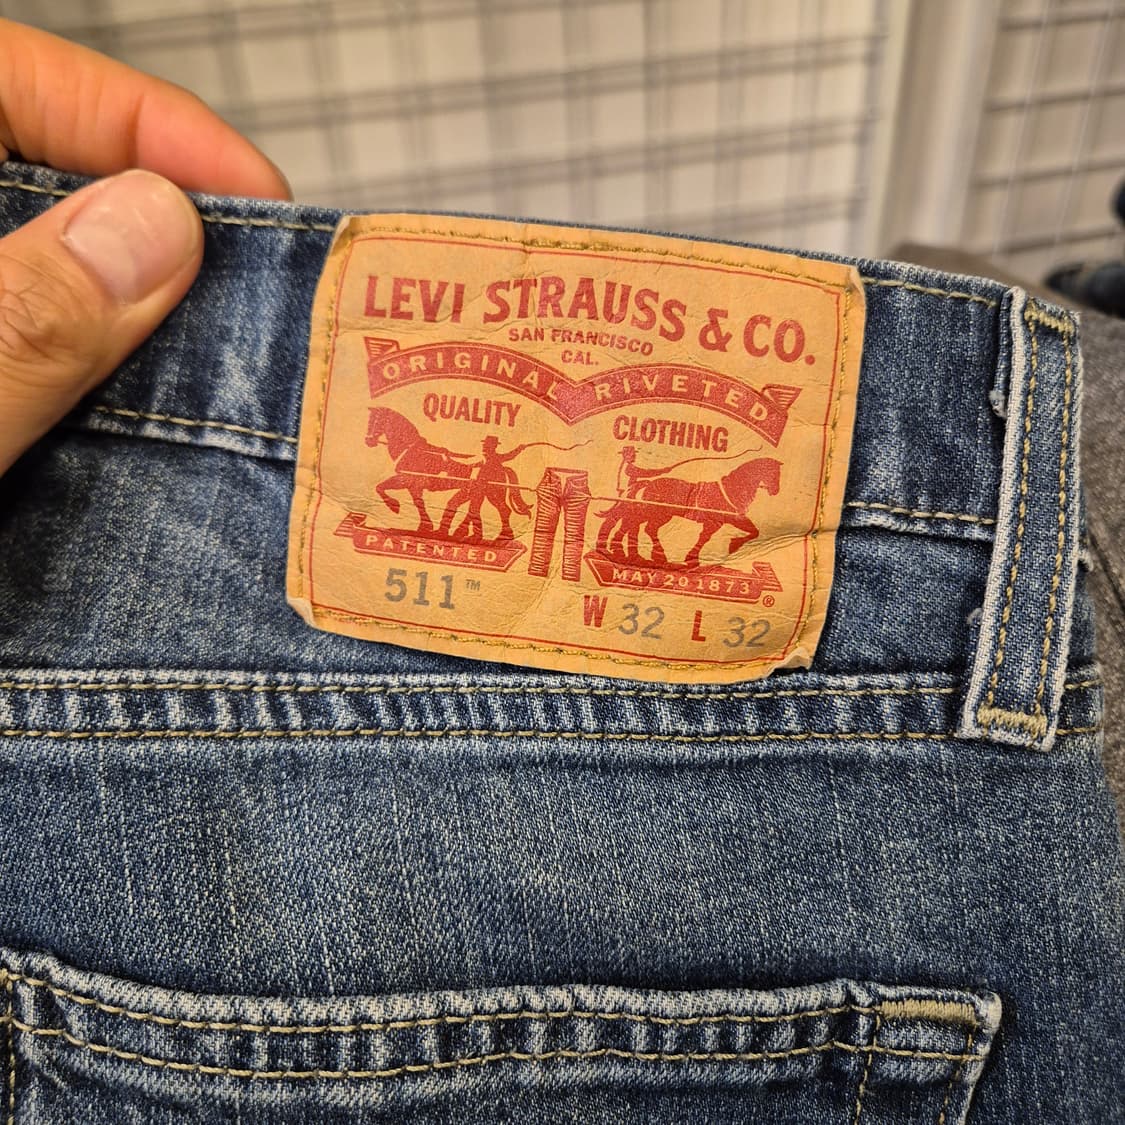 LEVI STRAUSS & CO.
SAN FRANCISCO
CAL.
ORIGINAL RIVETED
QUALITY CLOTHING
PATENTED MAY 20 1873 ®
511™ W 32 L 32